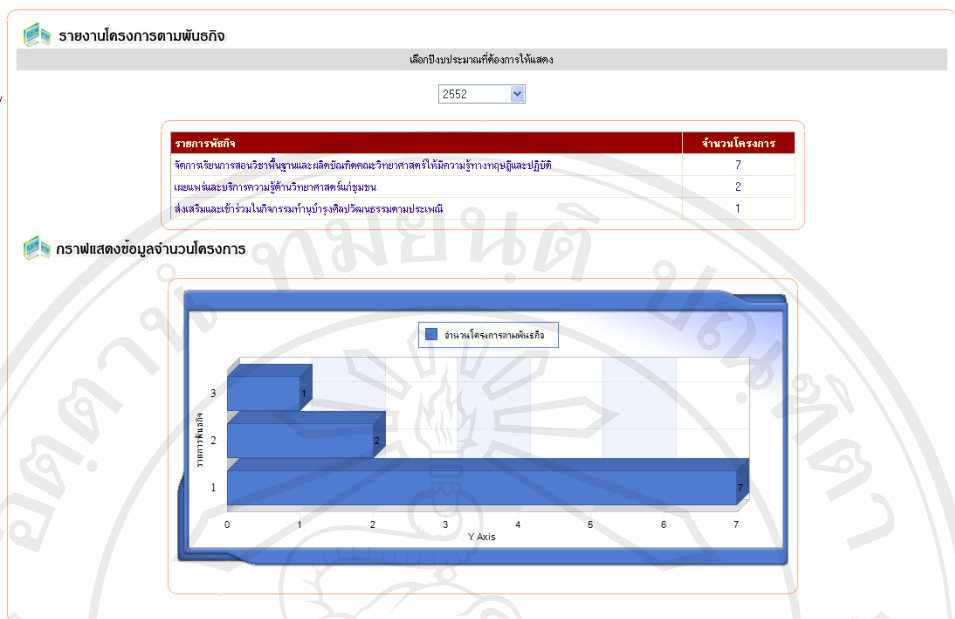 รายงานโครงการตามพันธกิจ
เลือกปีงบประมาณที่ต้องการให้แสดง
2552
รายการพัธกิจ จำนวนโครงการ
จัดการเรียนการสอนวิชาพื้นฐานและผลิตบัณฑิตคณะวิทยาศาสตร์ให้มีความรู้ทางทฤษฎีและปฏิบัติ 7
เผยแพร่และบริการความรู้ด้านวิทยาศาสตร์แก่ชุมชน 2
ส่งเสริมและเข้าร่วมในกิจกรรมทำนุบำรุงศิลปวัฒนธรรมตามประเพณี 1
กราฟแสดงข้อมูลจำนวนโครงการ
จำนวนโครงการตามพันธกิจ
รายการพันธกิจ
3 1
2 2
1 7
0 1 2 3 4 5 6 7
Y Axis
อตฺตานํ ทมยนฺติ ปณฺฑิตา